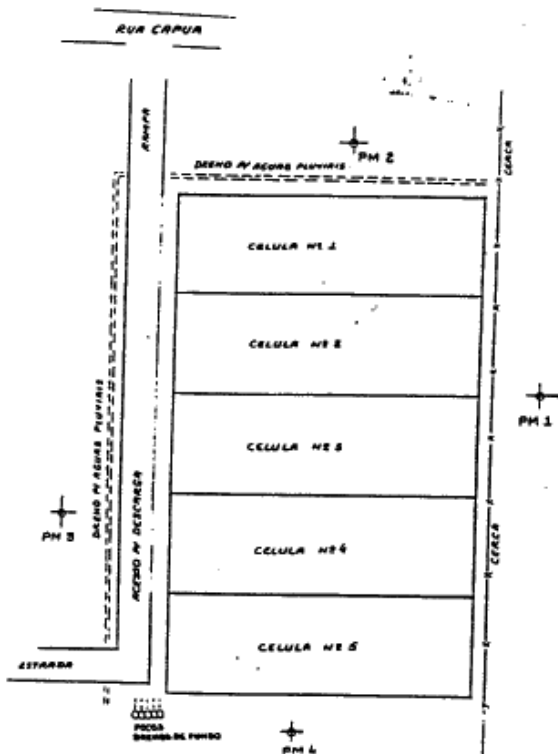 RUA CAPUA
RAMPA
DRENO P/ AGUAS PLUVIAIS
PM 2
CERCA
CELULA Nº 1
CELULA Nº 2
PM 1
CELULA Nº 3
DRENO P/ AGUAS PLUVIAIS
ACESSO P/ DESCARGA
PM 3
CERCA
CELULA Nº 4
CELULA Nº 5
ESTRADA
DE FUNDO
PM 4